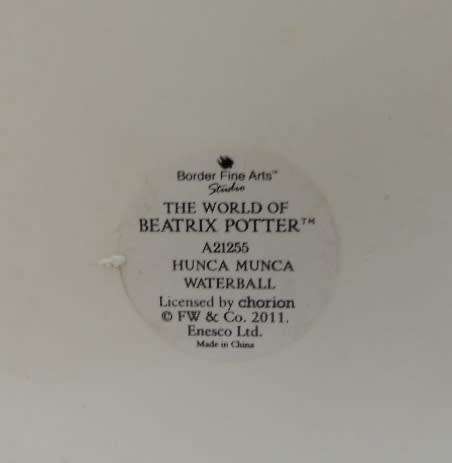 Border Fine Arts™
Studio
THE WORLD OF
BEATRIX POTTER™
A21255
HUNCA MUNCA
WATERBALL
Licensed by chorion
© FW & Co. 2011.
Enesco Ltd.
Made in China